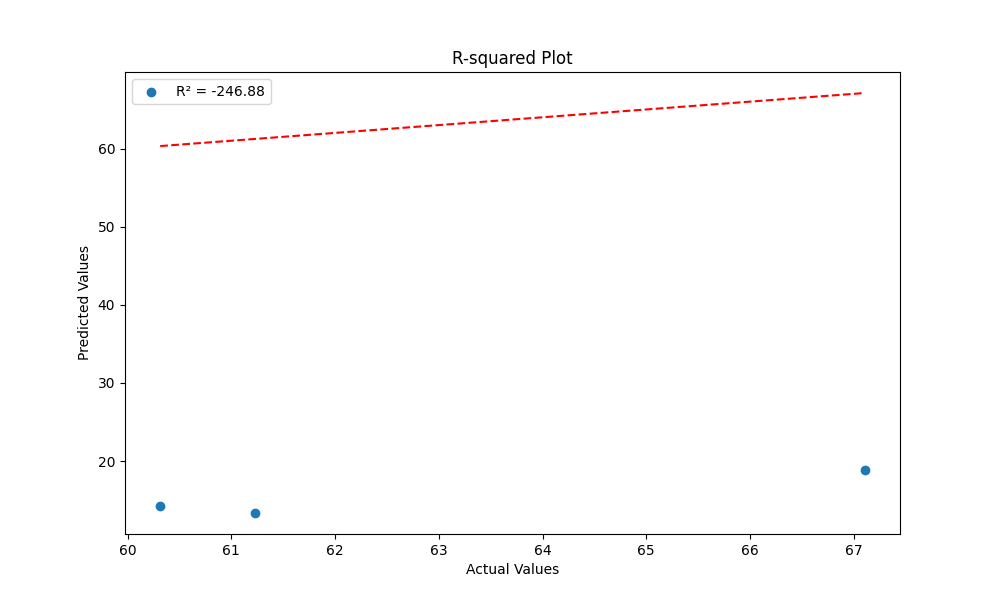 R-squared Plot
R² = -246.88
60
50
40
30
20
Predicted Values
60 61 62 63 64 65 66 67
Actual Values